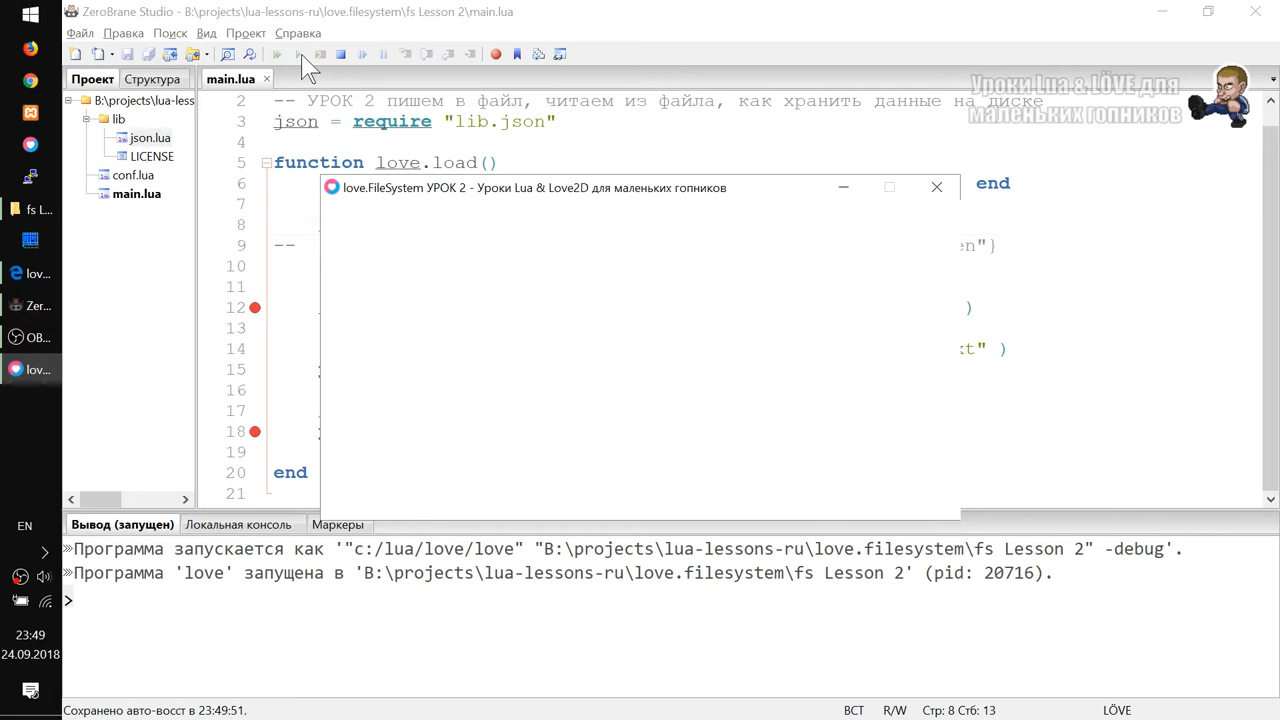 ZeroBrane Studio - B:\projects\lua-lessons-ru\love.filesystem\fs Lesson 2\main.lua
Файл Правка Поиск Вид Проект Справка
Проект Структура main.lua
Уроки Lua & LÖVE для
маленьких гопников
B:\projects\lua-less
lib
json.lua
LICENSE
conf.lua
main.lua
2 -- УРОК 2 пишем в файл, читаем из файла, как хранить данные на диске
3 json = require "lib.json"
4
5 function love.load()
6 end
7
8
9 -- en"}
10
11
12 )
13
14 xt" )
15
16
17
18
19
20 end
21
love.FileSystem УРОК 2 - Уроки Lua & Love2D для маленьких гопников
fs L...
lov...
Zer...
OB...
lov...
EN
23:49
24.09.2018
Вывод (запущен) Локальная консоль Маркеры
Программа запускается как '"c:/lua/love/love" "B:\projects\lua-lessons-ru\love.filesystem\fs Lesson 2" -debug'.
Программа 'love' запущена в 'B:\projects\lua-lessons-ru\love.filesystem\fs Lesson 2' (pid: 20716).
Сохранено авто-восст в 23:49:51. ВСТ R/W Стр: 8 Стб: 13 LÖVE